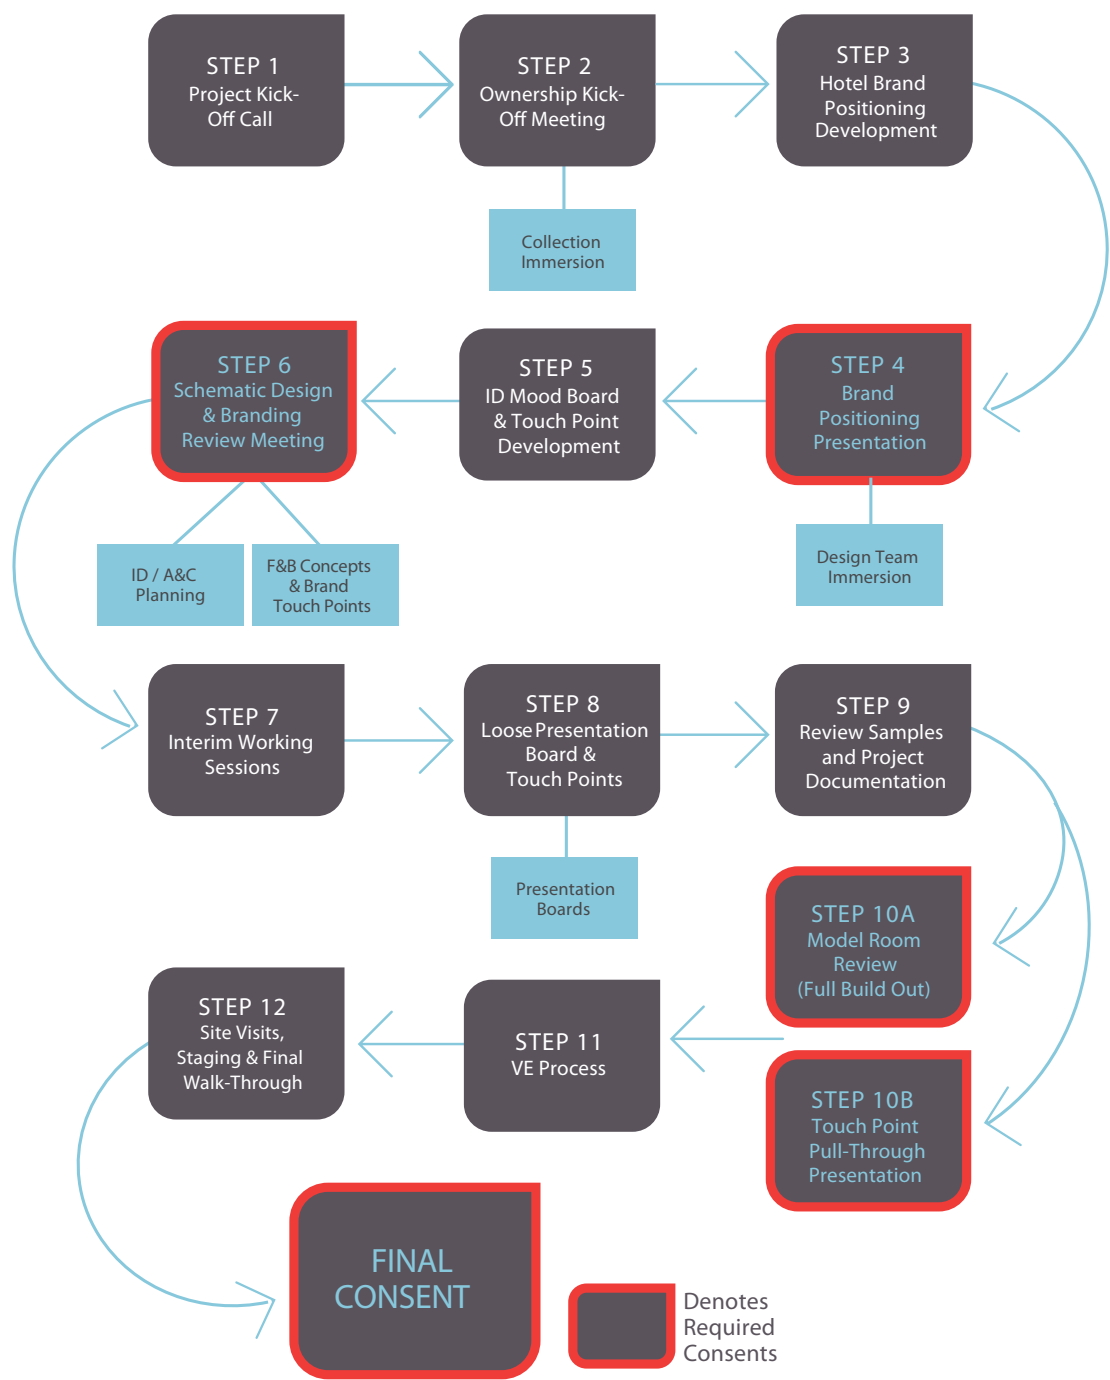 STEP 1
Project Kick-
Off Call
STEP 2
Ownership Kick-
Off Meeting
STEP 3
Hotel Brand
Positioning
Development
Collection
Immersion
STEP 4
Brand
Positioning
Presentation
Design Team
Immersion
STEP 5
ID Mood Board
& Touch Point
Development
STEP 6
Schematic Design
& Branding
Review Meeting
ID / A&C
Planning
F&B Concepts
& Brand
Touch Points
STEP 7
Interim Working
Sessions
STEP 8
Loose Presentation
Board &
Touch Points
Presentation
Boards
STEP 9
Review Samples
and Project
Documentation
STEP 10A
Model Room
Review
(Full Build Out)
STEP 10B
Touch Point
Pull-Through
Presentation
STEP 11
VE Process
STEP 12
Site Visits,
Staging & Final
Walk-Through
FINAL
CONSENT
Denotes
Required
Consents